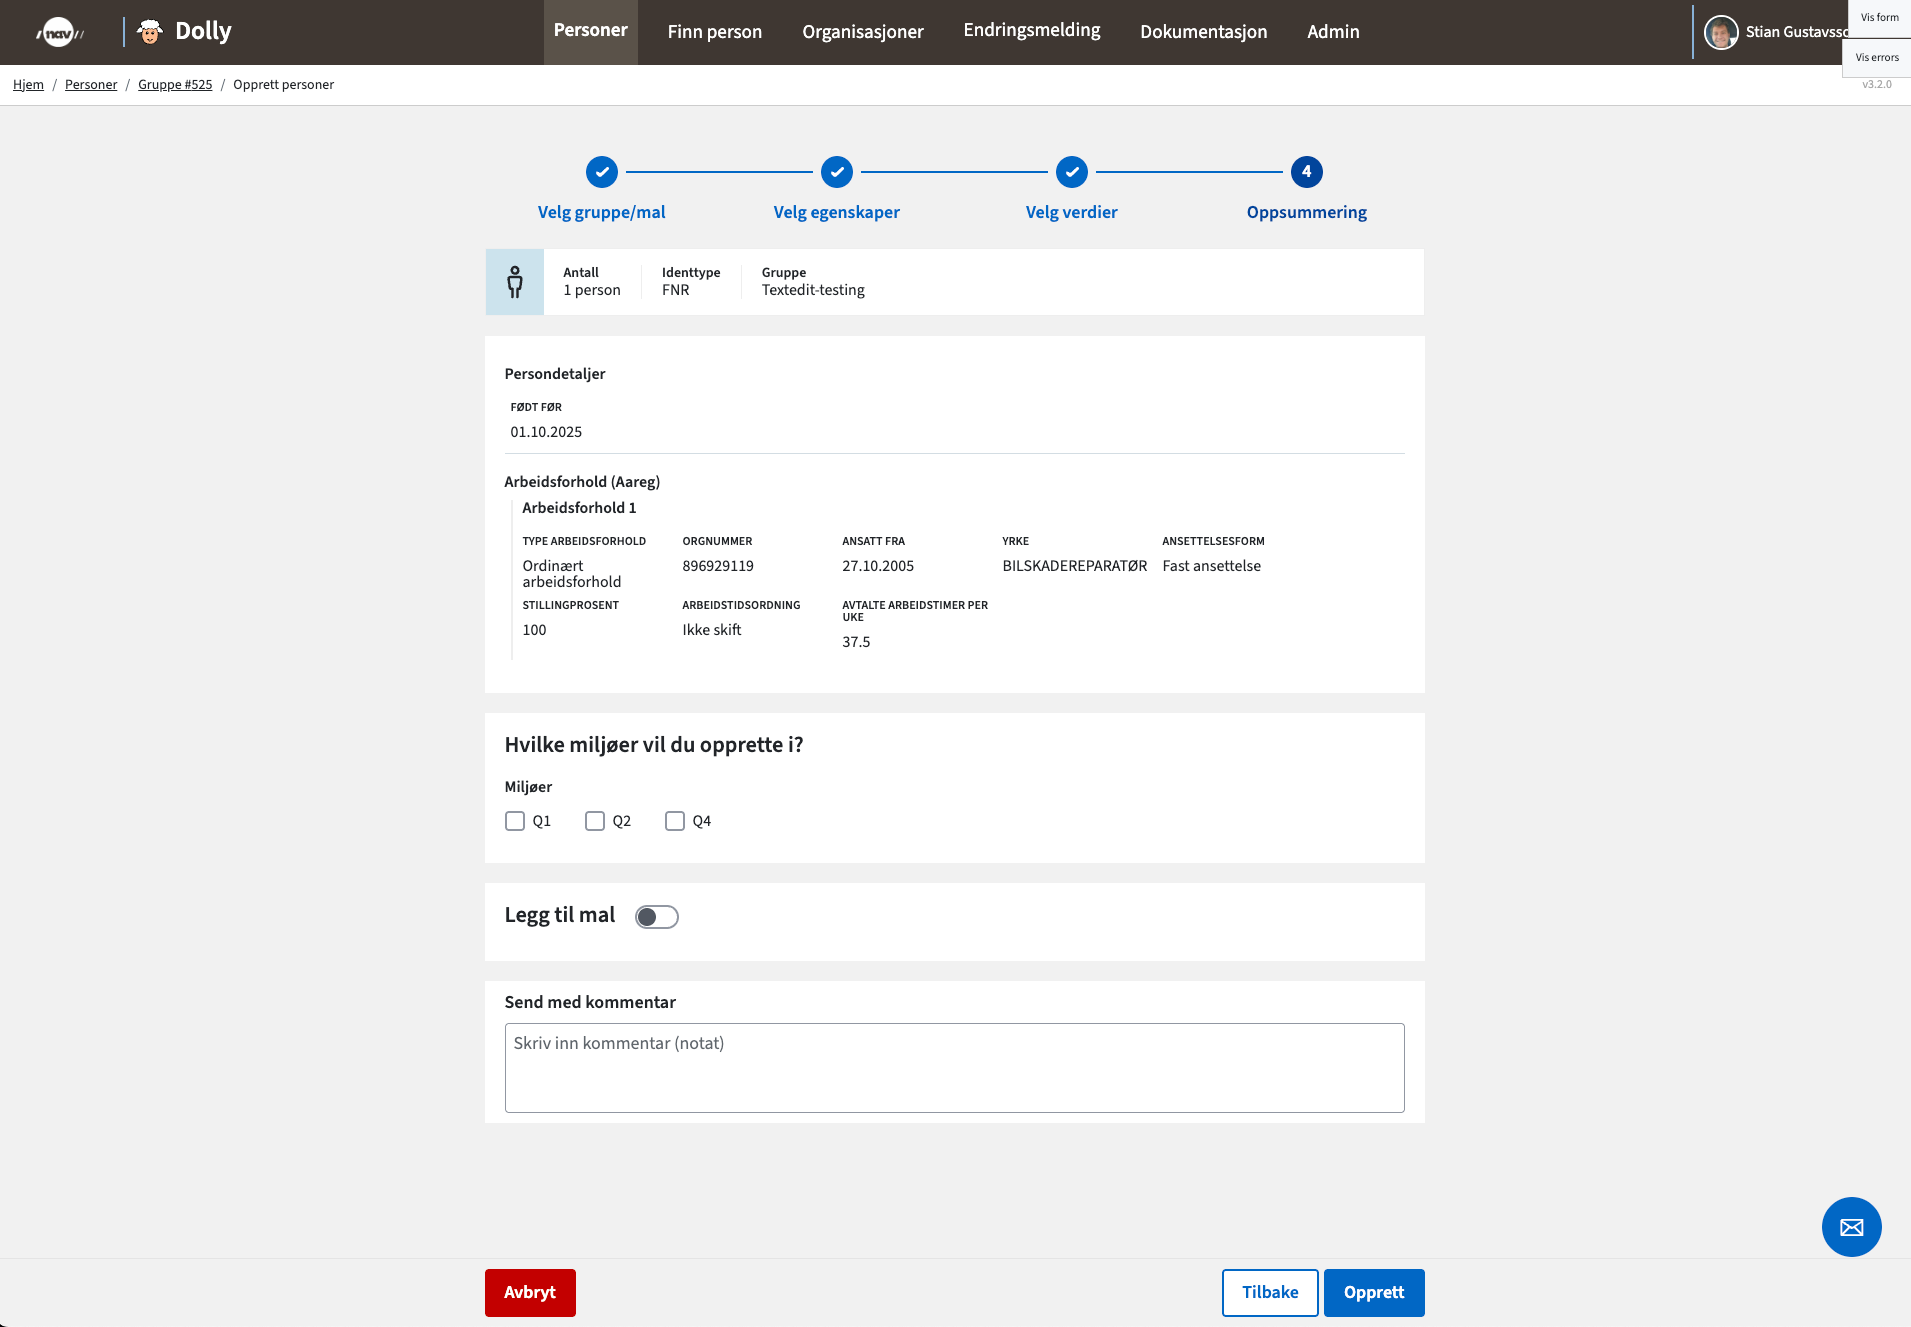 nav
Dolly
Personer
Finn person
Organisasjoner
Endringsmelding
Dokumentasjon
Admin
Stian Gustavsso
Vis form
Vis errors
v3.2.0
Hjem / Personer / Gruppe #525 / Opprett personer
4
Velg gruppe/mal
Velg egenskaper
Velg verdier
Oppsummering
Antall
1 person
Identtype
FNR
Gruppe
Textedit-testing
Persondetaljer
FØDT FØR
01.10.2025
Arbeidsforhold (Aareg)
Arbeidsforhold 1
TYPE ARBEIDSFORHOLD
Ordinært
arbeidsforhold
ORGNUMMER
896929119
ANSATT FRA
27.10.2005
YRKE
BILSKADEREPARATØR
ANSETTELSESFORM
Fast ansettelse
STILLINGPROSENT
100
ARBEIDSTIDSORDNING
Ikke skift
AVTALTE ARBEIDSTIMER PER
UKE
37.5
Hvilke miljøer vil du opprette i?
Miljøer
Q1
Q2
Q4
Legg til mal
Send med kommentar
Skriv inn kommentar (notat)
Avbryt
Tilbake
Opprett